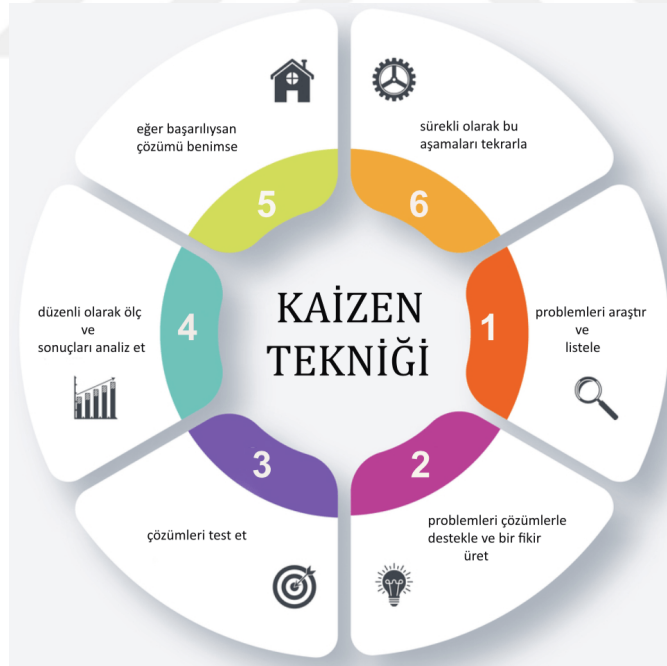 KAİZEN
TEKNİĞİ
1
problemleri araştır
ve
listele
2
problemleri çözümlerle
destekle ve bir fikir
üret
3
çözümleri test et
4
düzenli olarak ölç
ve
sonuçları analiz et
5
eğer başarılıysan
çözümü benimse
6
sürekli olarak bu
aşamaları tekrarla